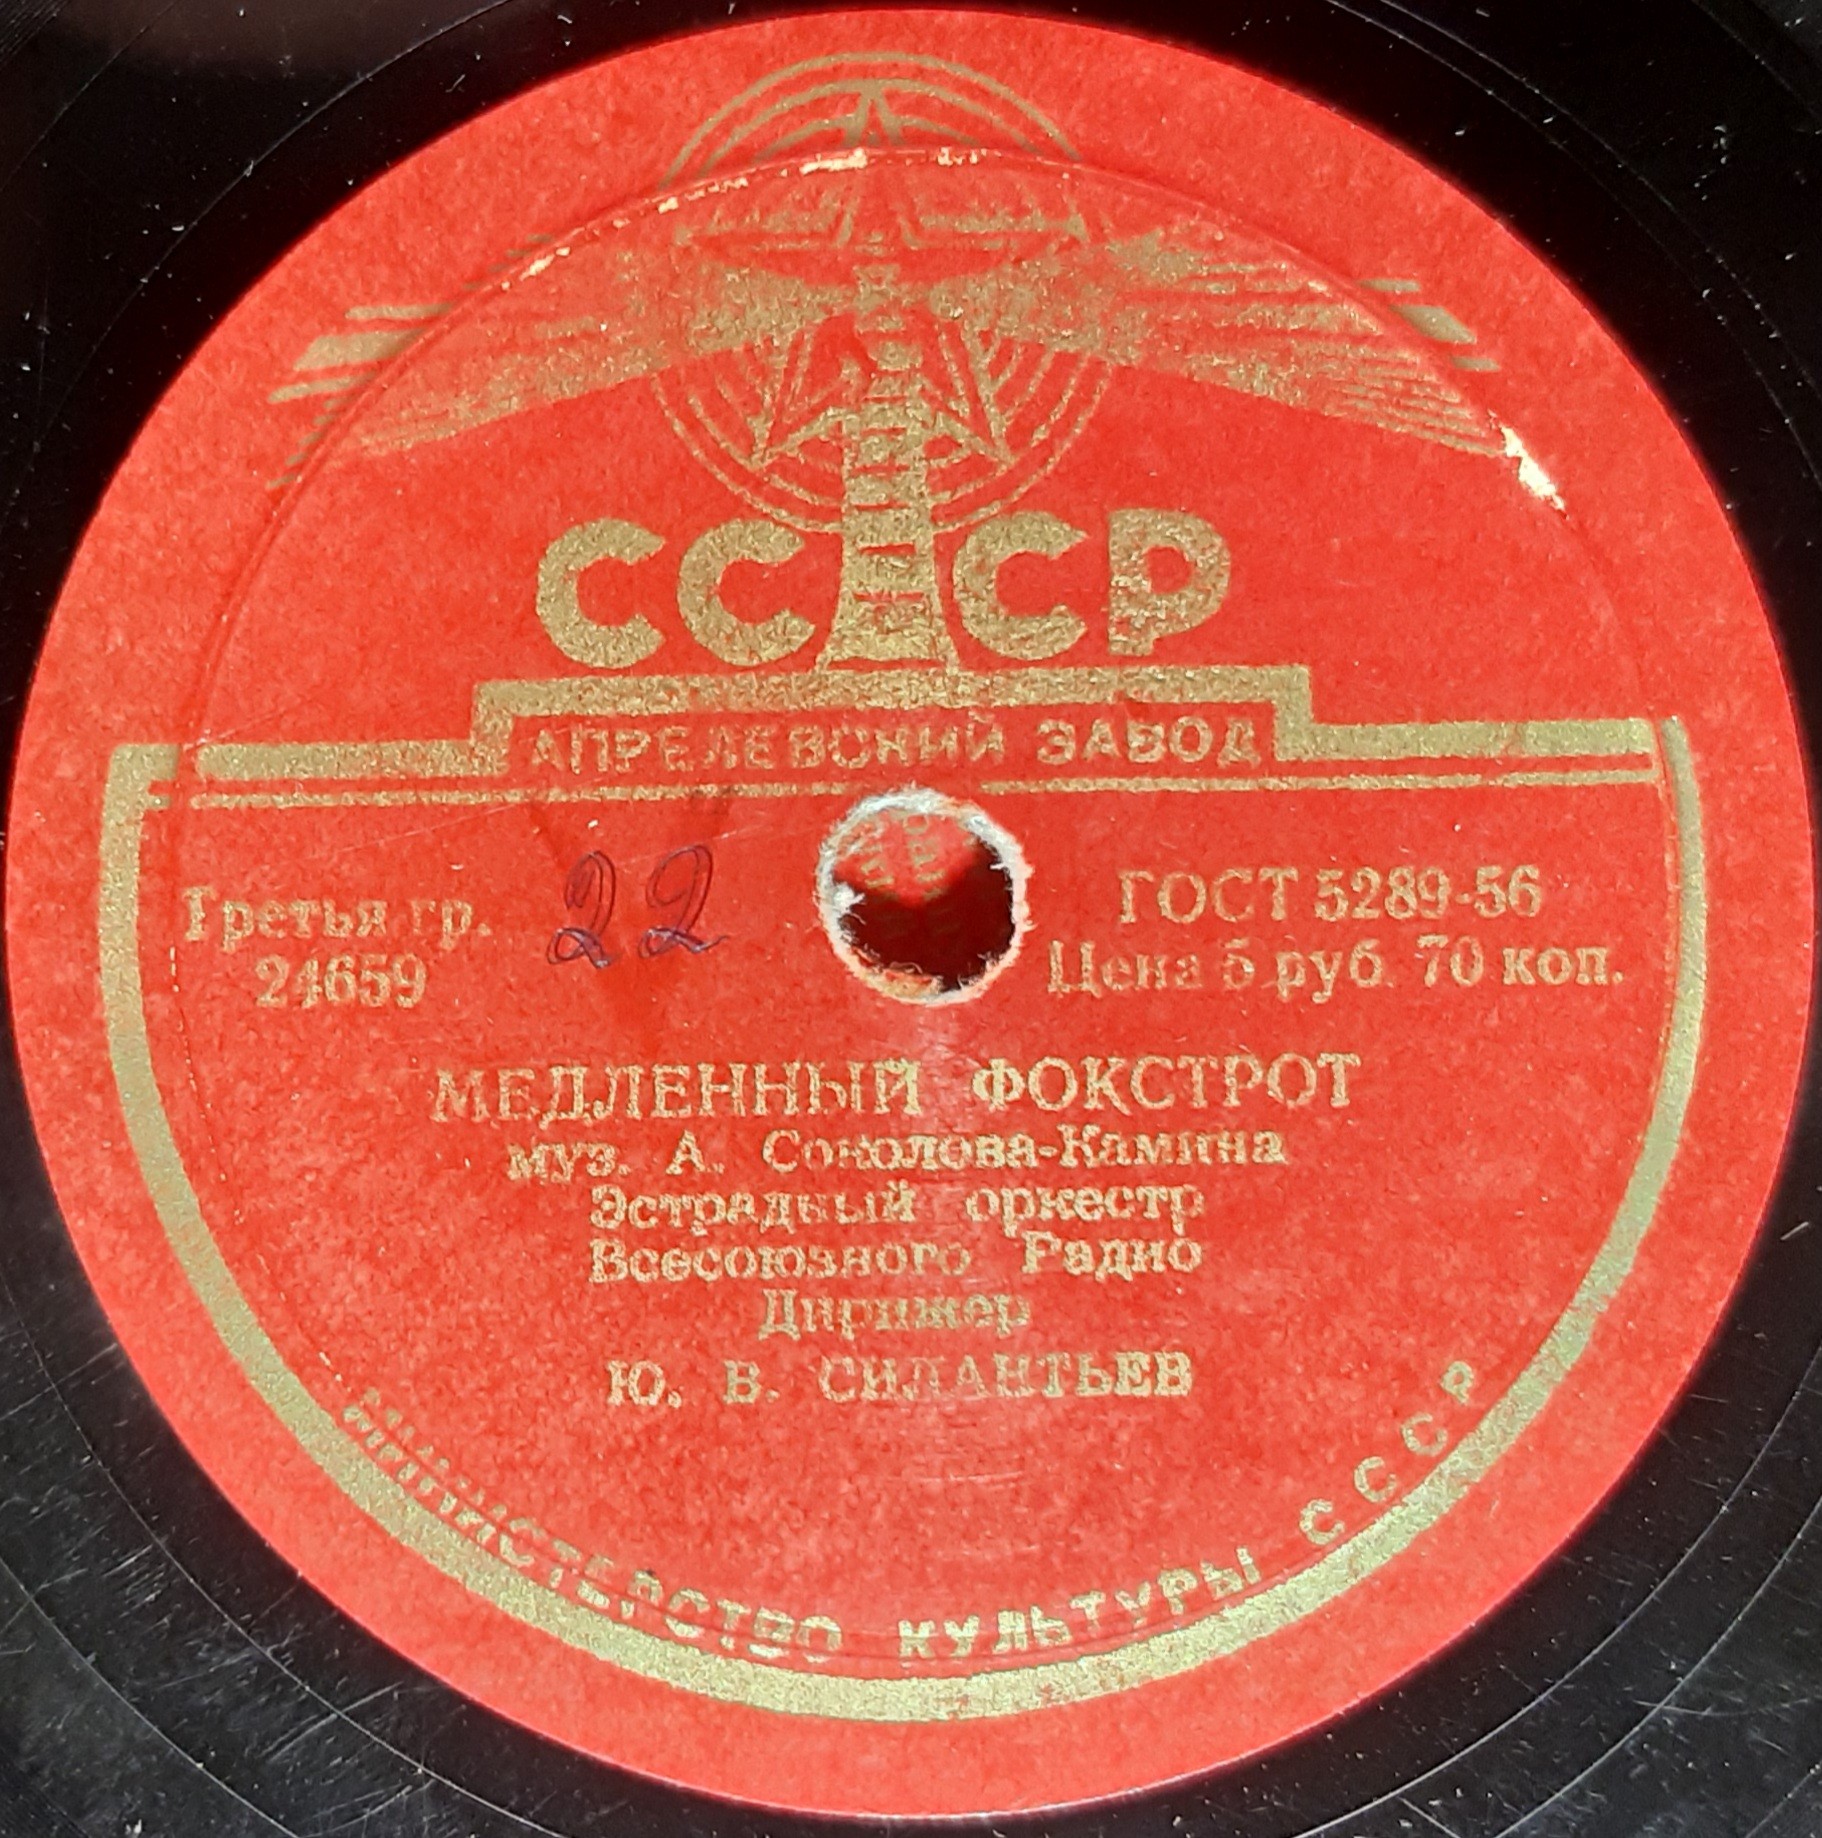 СССР
АПРЕЛЕВСКИЙ ЗАВОД
Третья гр.
24659
22
ГОСТ 5289-56
Цена 5 руб. 70 коп.
МЕДЛЕННЫЙ ФОКСТРОТ
муз. А. Соколова-Камина
Эстрадный оркестр
Всесоюзного Радио
Дирижер
Ю. В. СИЛАНТЬЕВ
МИНИСТЕРСТВО КУЛЬТУРЫ СССР